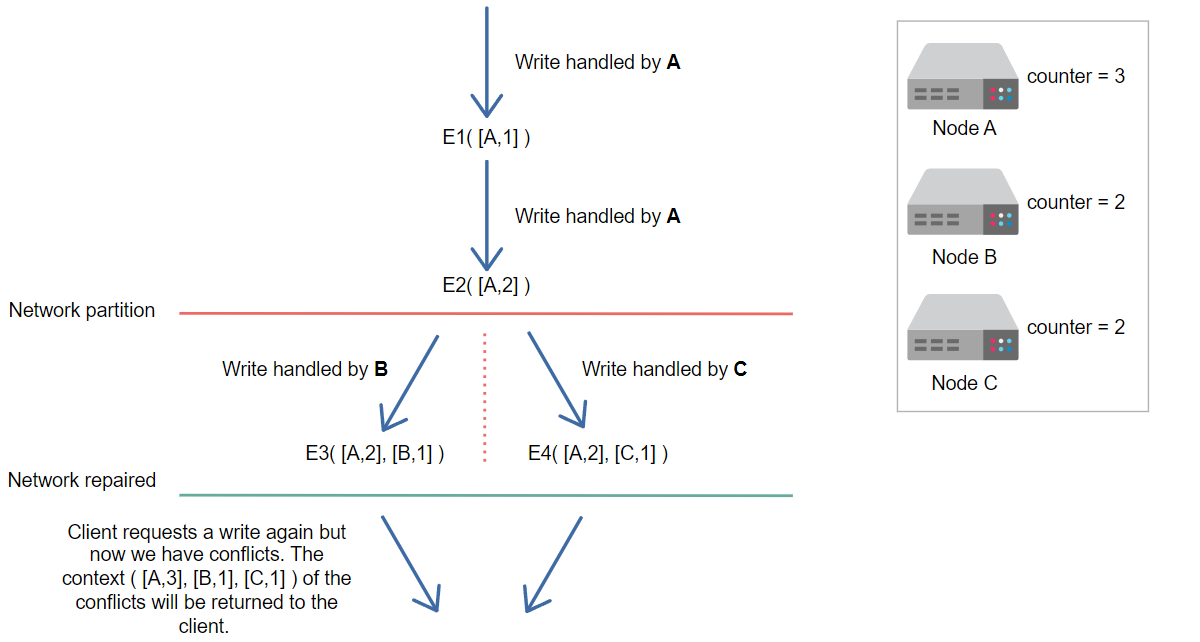 Write handled by A
E1( [A,1] )
Write handled by A
E2( [A,2] )
Network partition
Write handled by B
Write handled by C
E3( [A,2], [B,1] )
E4( [A,2], [C,1] )
Network repaired
Client requests a write again but
now we have conflicts. The
context ( [A,3], [B,1], [C,1] ) of the
conflicts will be returned to the
client.
counter = 3
Node A
counter = 2
Node B
counter = 2
Node C